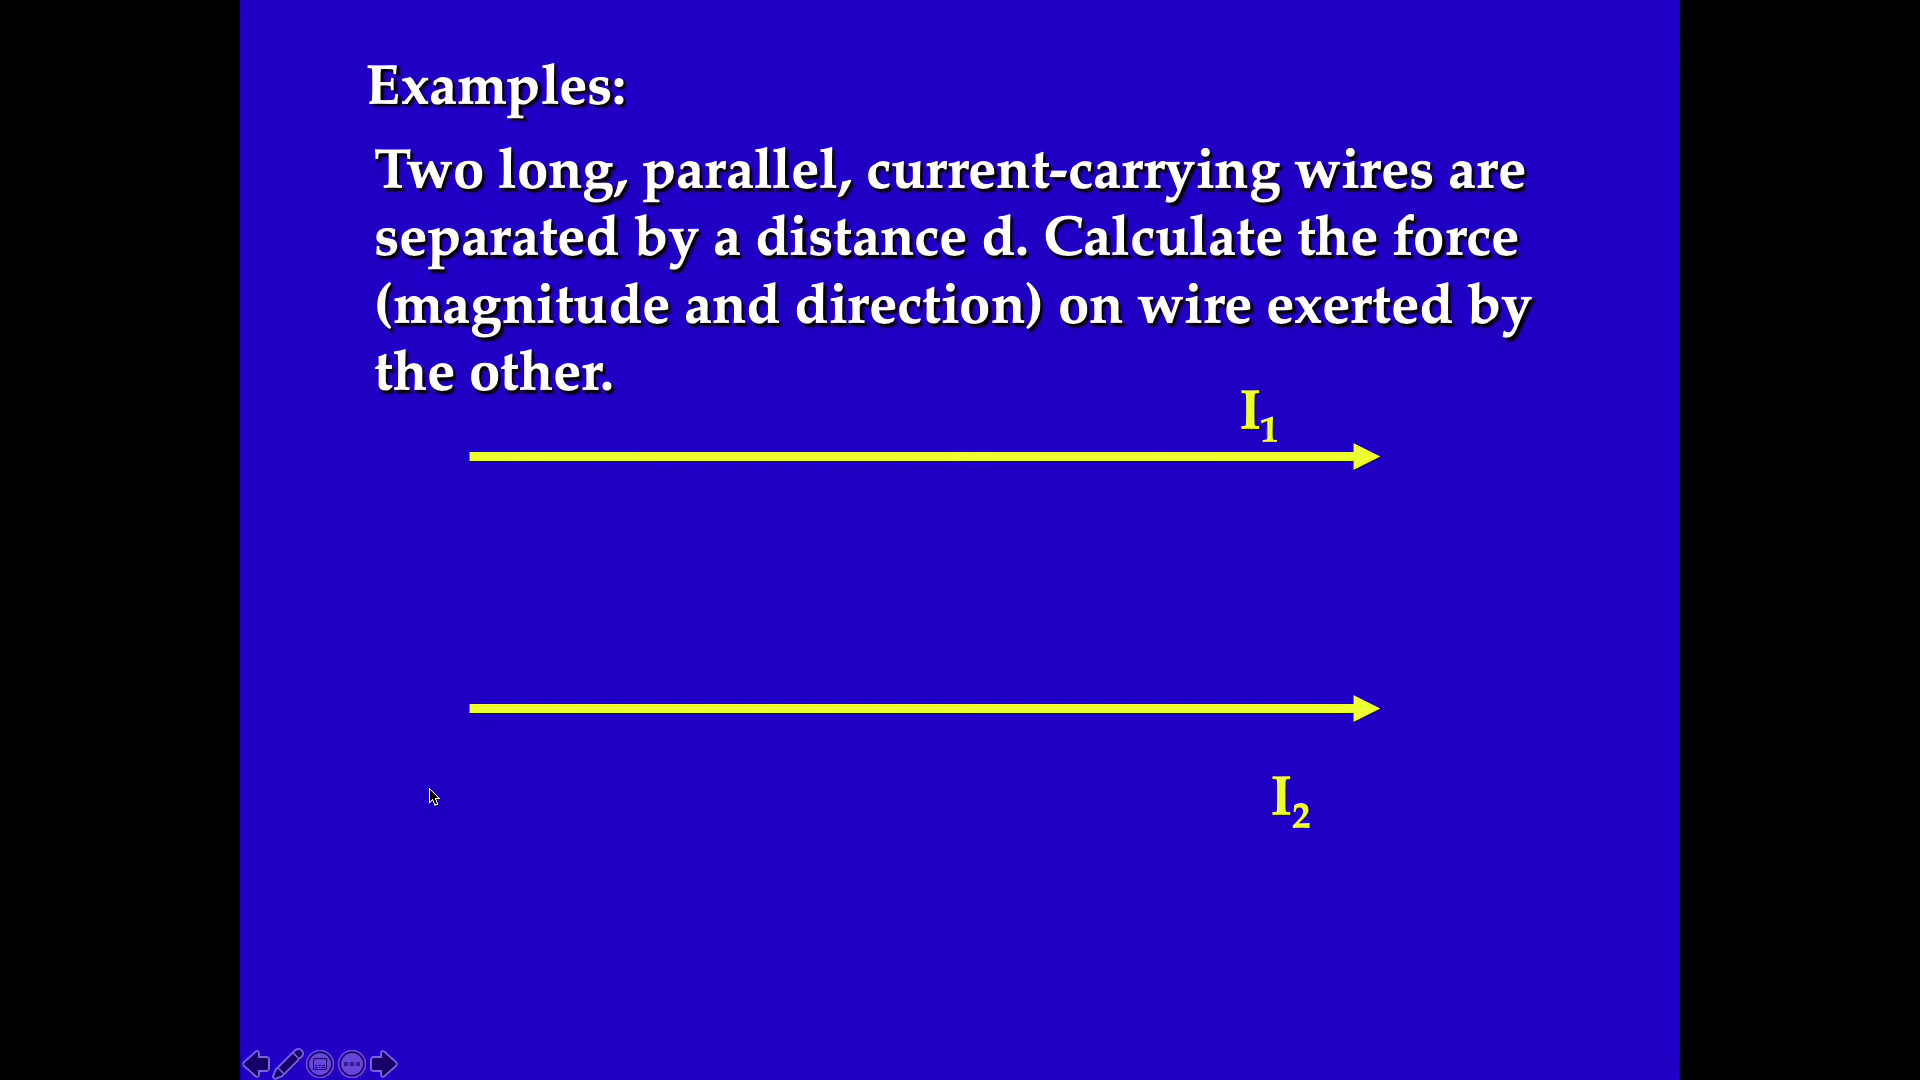 Examples:
Two long, parallel, current-carrying wires are
separated by a distance d. Calculate the force
(magnitude and direction) on wire exerted by
the other.
I₁
I₂